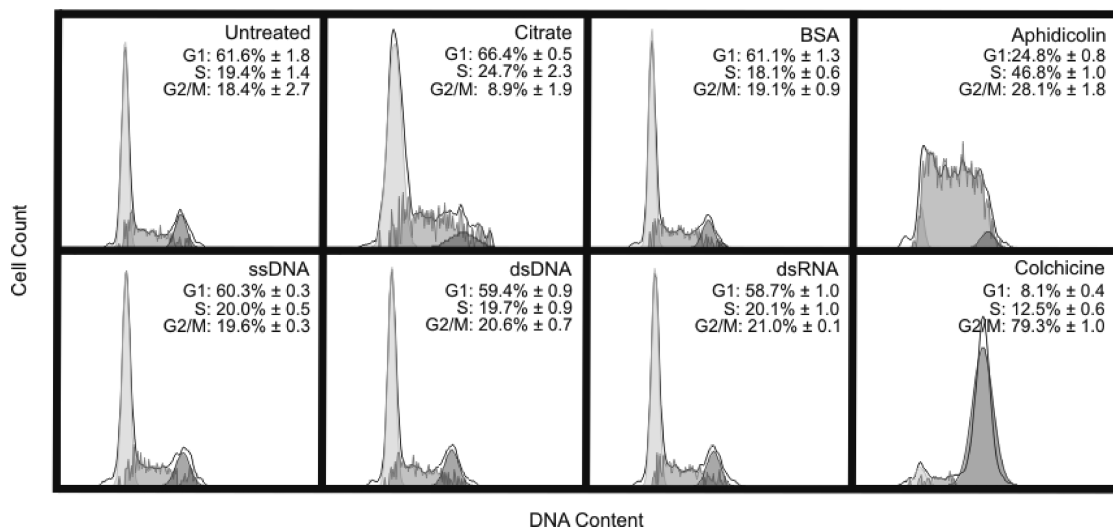 Untreated
G1: 61.6% ± 1.8
S: 19.4% ± 1.4
G2/M: 18.4% ± 2.7
Citrate
G1: 66.4% ± 0.5
S: 24.7% ± 2.3
G2/M: 8.9% ± 1.9
BSA
G1: 61.1% ± 1.3
S: 18.1% ± 0.6
G2/M: 19.1% ± 0.9
Aphidicolin
G1:24.8% ± 0.8
S: 46.8% ± 1.0
G2/M: 28.1% ± 1.8
Cell Count
ssDNA
G1: 60.3% ± 0.3
S: 20.0% ± 0.5
G2/M: 19.6% ± 0.3
dsDNA
G1: 59.4% ± 0.9
S: 19.7% ± 0.9
G2/M: 20.6% ± 0.7
dsRNA
G1: 58.7% ± 1.0
S: 20.1% ± 1.0
G2/M: 21.0% ± 0.1
Colchicine
G1: 8.1% ± 0.4
S: 12.5% ± 0.6
G2/M: 79.3% ± 1.0
DNA Content